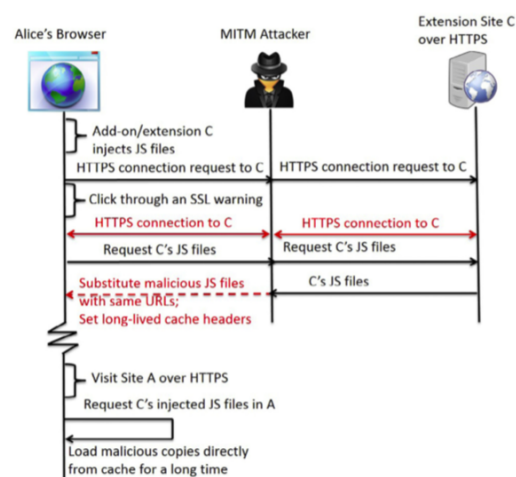 Extension Site C
over HTTPS
Alice's Browser
MITM Attacker
Add-on/extension C
injects JS files
HTTPS connection request to C
HTTPS connection request to C
Click through an SSL warning
HTTPS connection to C
HTTPS connection to C
Request C's JS files
Request C's JS files
Substitute malicious JS files
with same URLs;
Set long-lived cache headers
C's JS files
Visit Site A over HTTPS
Request C's injected JS files in A
Load malicious copies directly
from cache for a long time